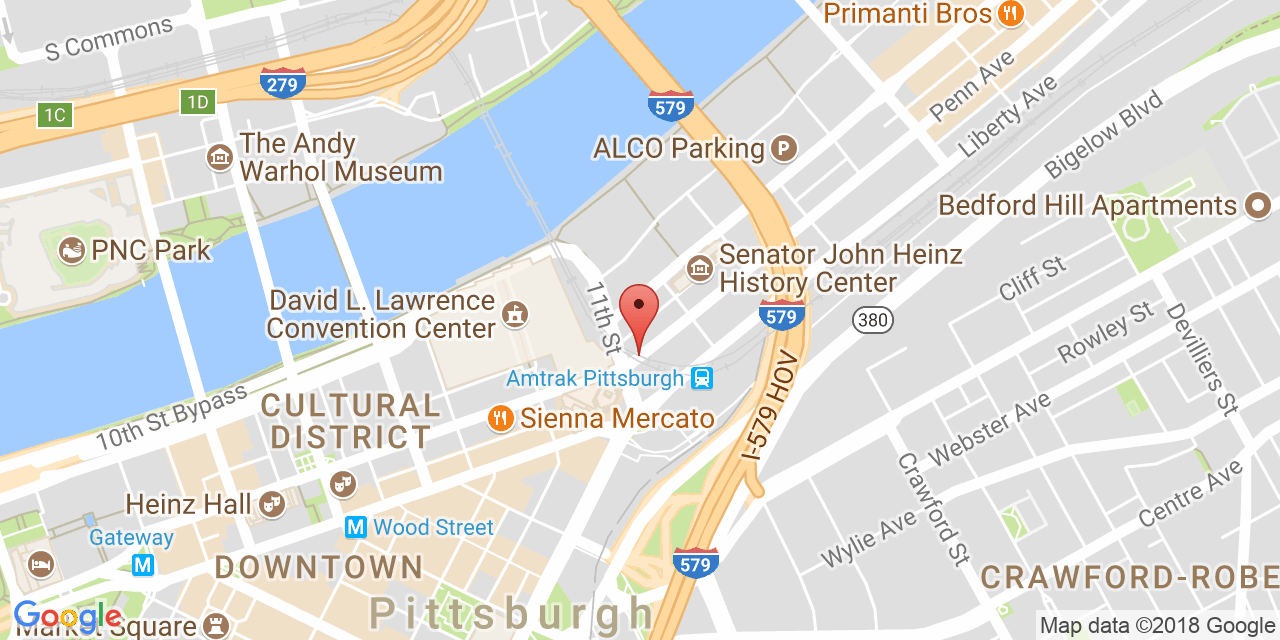 S Commons
Primanti Bros
279
1D
1C
579
Penn Ave
Liberty Ave
Bigelow Blvd
The Andy
Warhol Museum
ALCO Parking
P
PNC Park
Bedford Hill Apartments
Senator John Heinz
History Center
Cliff St
David L. Lawrence
Convention Center
11th St
579
380
Rowley St
Devilliers St
Amtrak Pittsburgh
I-579 HOV
10th St Bypass
CULTURAL
DISTRICT
Sienna Mercato
Webster Ave
Crawford St
Centre Ave
Heinz Hall
M Wood Street
Gateway
M
Wylie Ave
DOWNTOWN
579
CRAWFORD-ROBE
Pittsburgh
Google
Market Square
Map data ©2018 Google